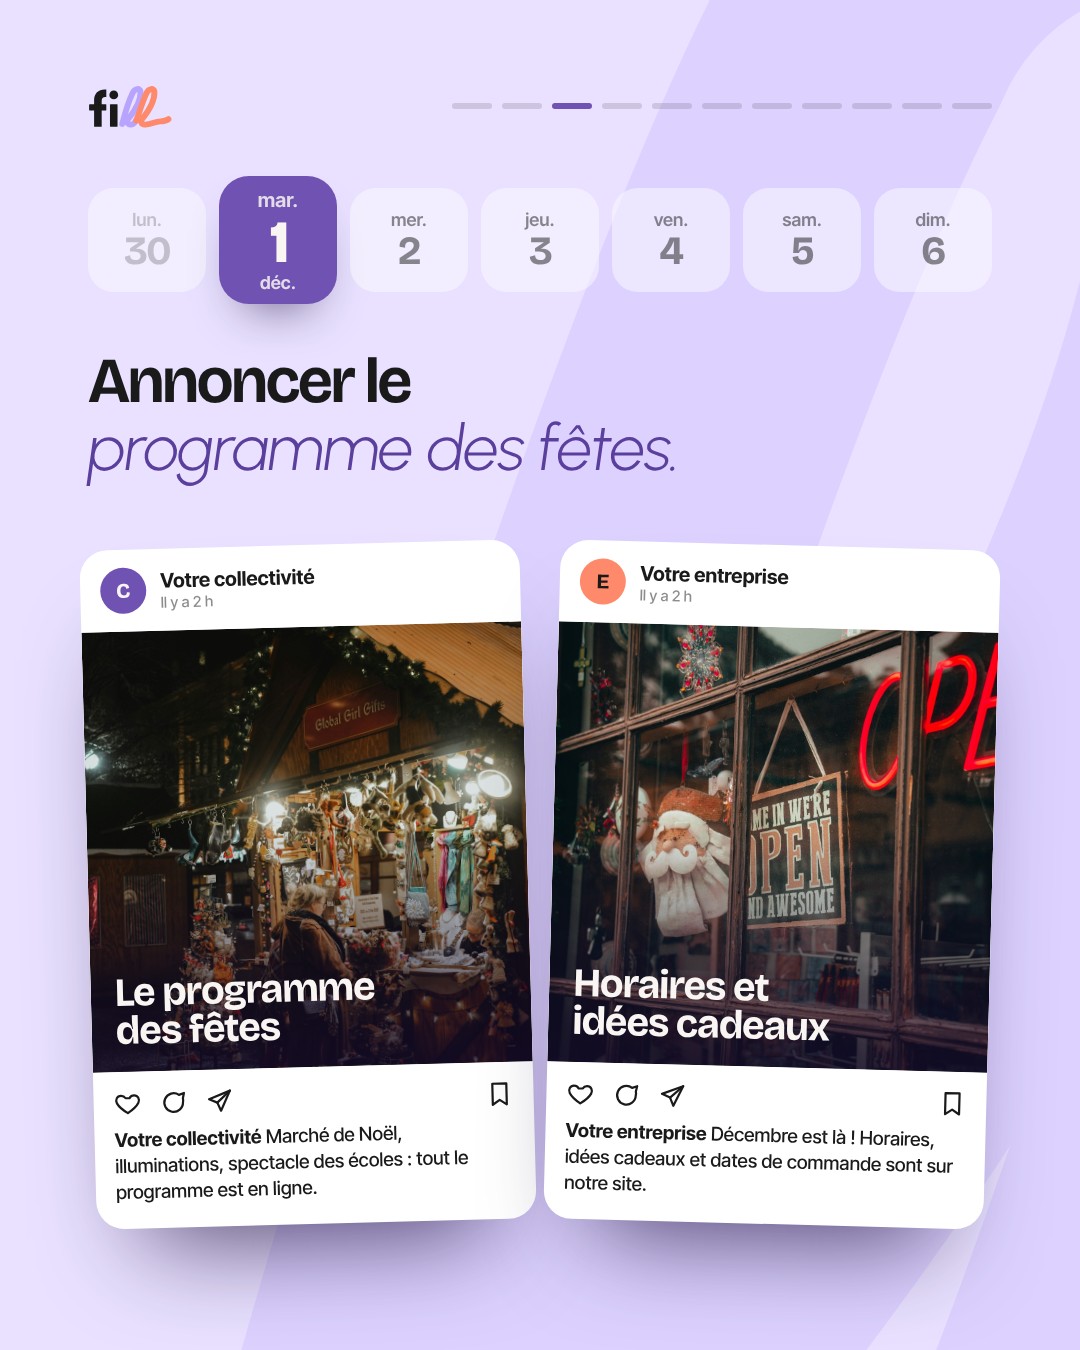 fill
lun.
30
mar.
1
déc.
mer.
2
jeu.
3
ven.
4
sam.
5
dim.
6
Annoncer le
programme des fêtes.
C
Votre collectivité
Il y a 2 h
Global Girl Gifts
Le programme
des fêtes
Votre collectivité Marché de Noël,
illuminations, spectacle des écoles : tout le
programme est en ligne.
E
Votre entreprise
Il y a 2 h
OPE
ME IN WE'RE
OPEN
ND AWESOME
Horaires et
idées cadeaux
Votre entreprise Décembre est là ! Horaires,
idées cadeaux et dates de commande sont sur
notre site.